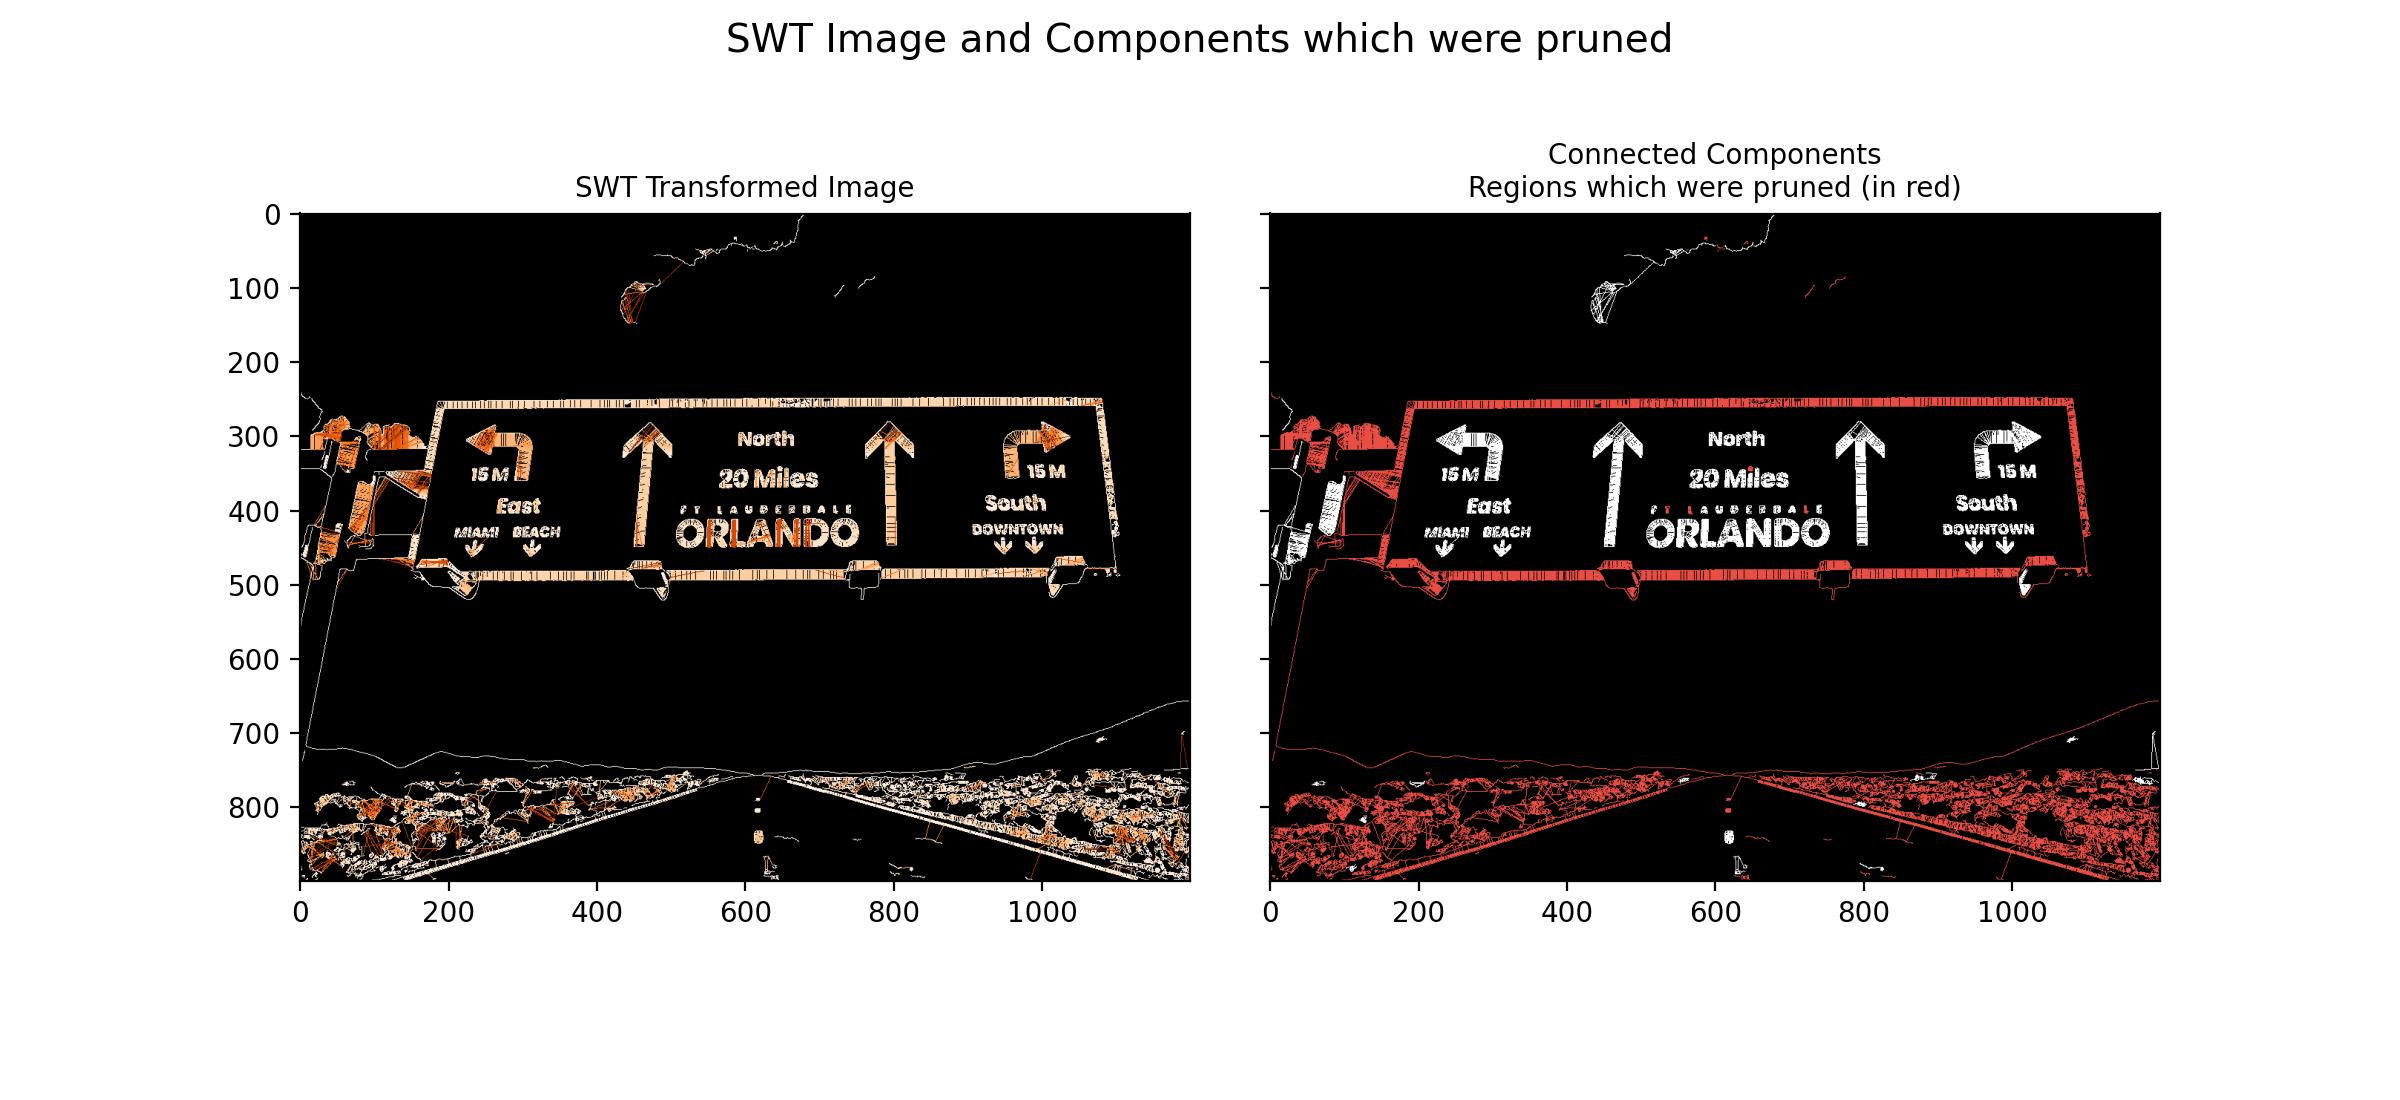 SWT Image and Components which were pruned
SWT Transformed Image
0
100
200
300
400
500
600
700
800
0 200 400 600 800 1000
North
15 M
20 Miles
15 M
East
South
FT LAUDERDALE
MIAMI BEACH
ORLANDO
DOWNTOWN
Connected Components
Regions which were pruned (in red)
North
15 M
20 Miles
15 M
East
South
FT LAUDERDALE
MIAMI BEACH
ORLANDO
DOWNTOWN
0 200 400 600 800 1000